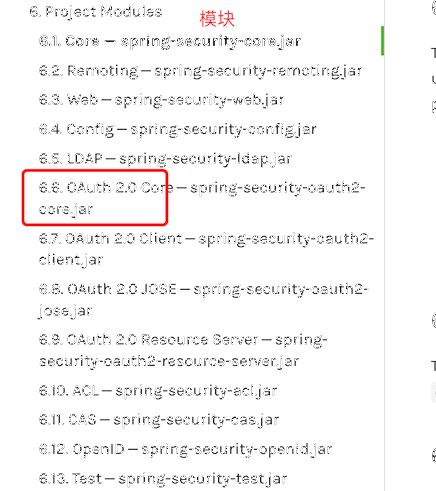 6. Project Modules
模块
6.1. Core — spring-security-core.jar
6.2. Remoting — spring-security-remoting.jar
6.3. Web — spring-security-web.jar
6.4. Config — spring-security-config.jar
6.5. LDAP — spring-security-ldap.jar
6.6. OAuth 2.0 Core — spring-security-oauth2-
core.jar
6.7. OAuth 2.0 Client — spring-security-oauth2-
client.jar
6.8. OAuth 2.0 JOSE — spring-security-oauth2-
jose.jar
6.9. OAuth 2.0 Resource Server — spring-
security-oauth2-resource-server.jar
6.10. ACL — spring-security-acl.jar
6.11. CAS — spring-security-cas.jar
6.12. OpenID — spring-security-openid.jar
6.13. Test — spring-security-test.jar